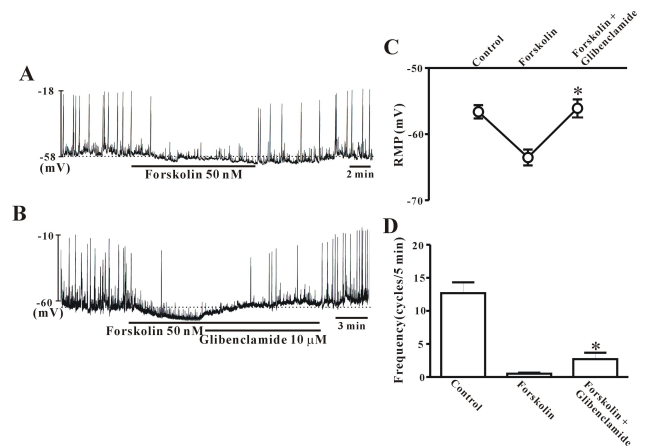 A
-18
-58
(mV)
Forskolin 50 nM
2 min
B
-10
-60
(mV)
Forskolin 50 nM
Glibenclamide 10 μM
3 min
C
Control
Forskolin
Forskolin +
Glibenclamide
-50
-60
-70
RMP (mV)
*
D
20
15
10
5
0
Frequency(cycles/5 min)
*
Control
Forskolin
Forskolin +
Glibenclamide